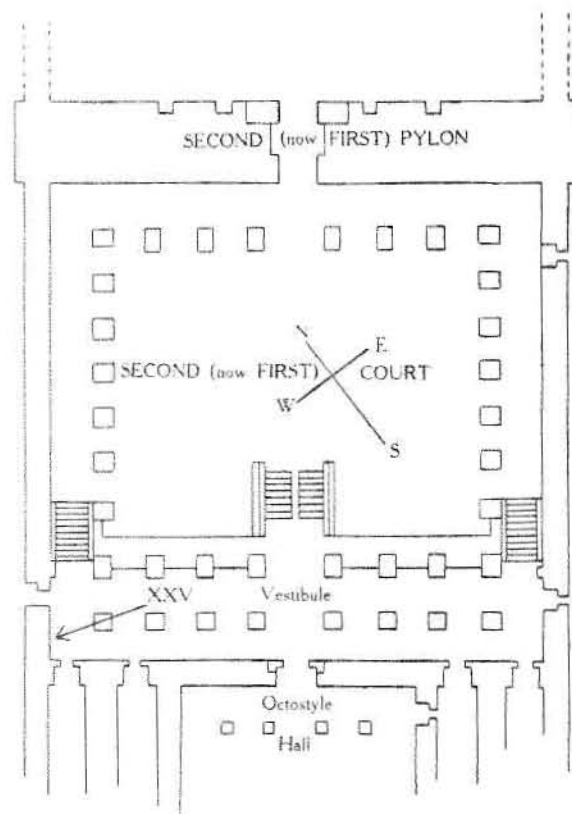 SECOND (now FIRST) PYLON
E
SECOND (now FIRST) COURT
W
S
XXV
Vestibule
Octostyle
Hall